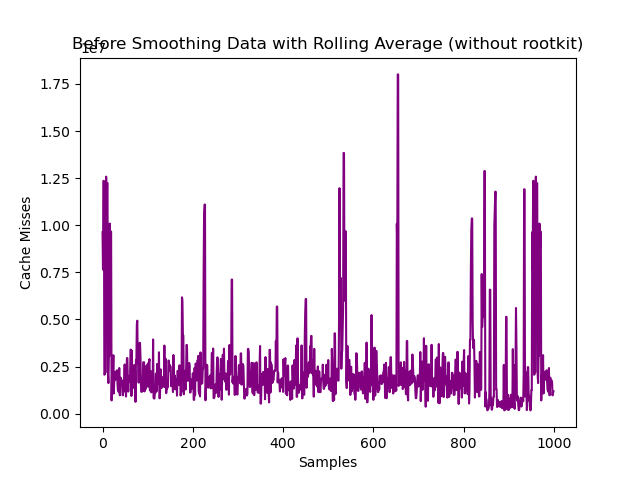 Before Smoothing Data with Rolling Average (without rootkit)
1e7
1.75
1.50
1.25
1.00
0.75
0.50
0.25
0.00
Cache Misses
0 200 400 600 800 1000
Samples